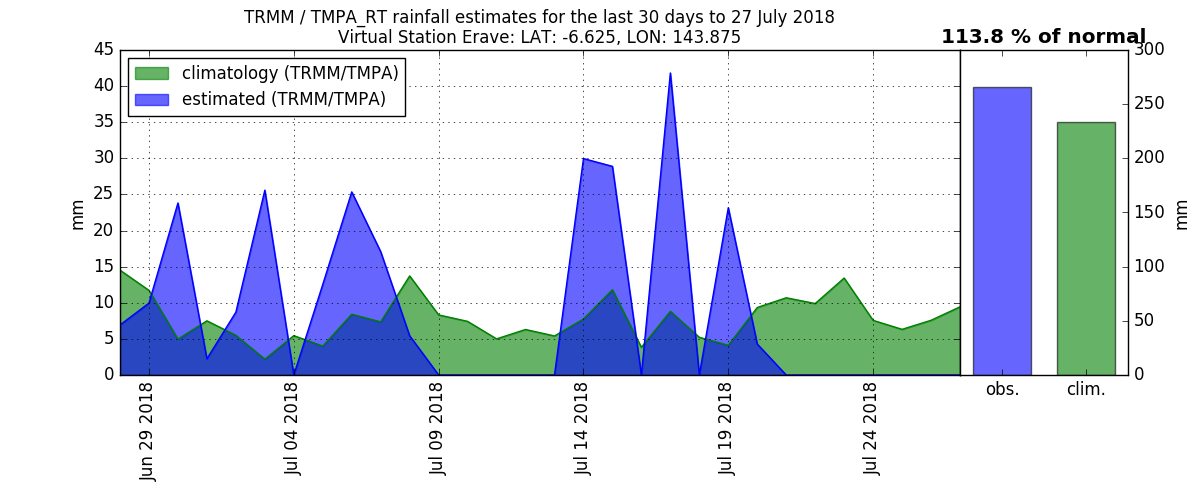 TRMM / TMPA_RT rainfall estimates for the last 30 days to 27 July 2018
Virtual Station Erave: LAT: -6.625, LON: 143.875
113.8 % of normal
climatology (TRMM/TMPA)
estimated (TRMM/TMPA)
45
40
35
30
25
20
15
10
5
0
mm
Jun 29 2018
Jul 04 2018
Jul 09 2018
Jul 14 2018
Jul 19 2018
Jul 24 2018
300
250
200
150
100
50
0
mm
obs.
clim.